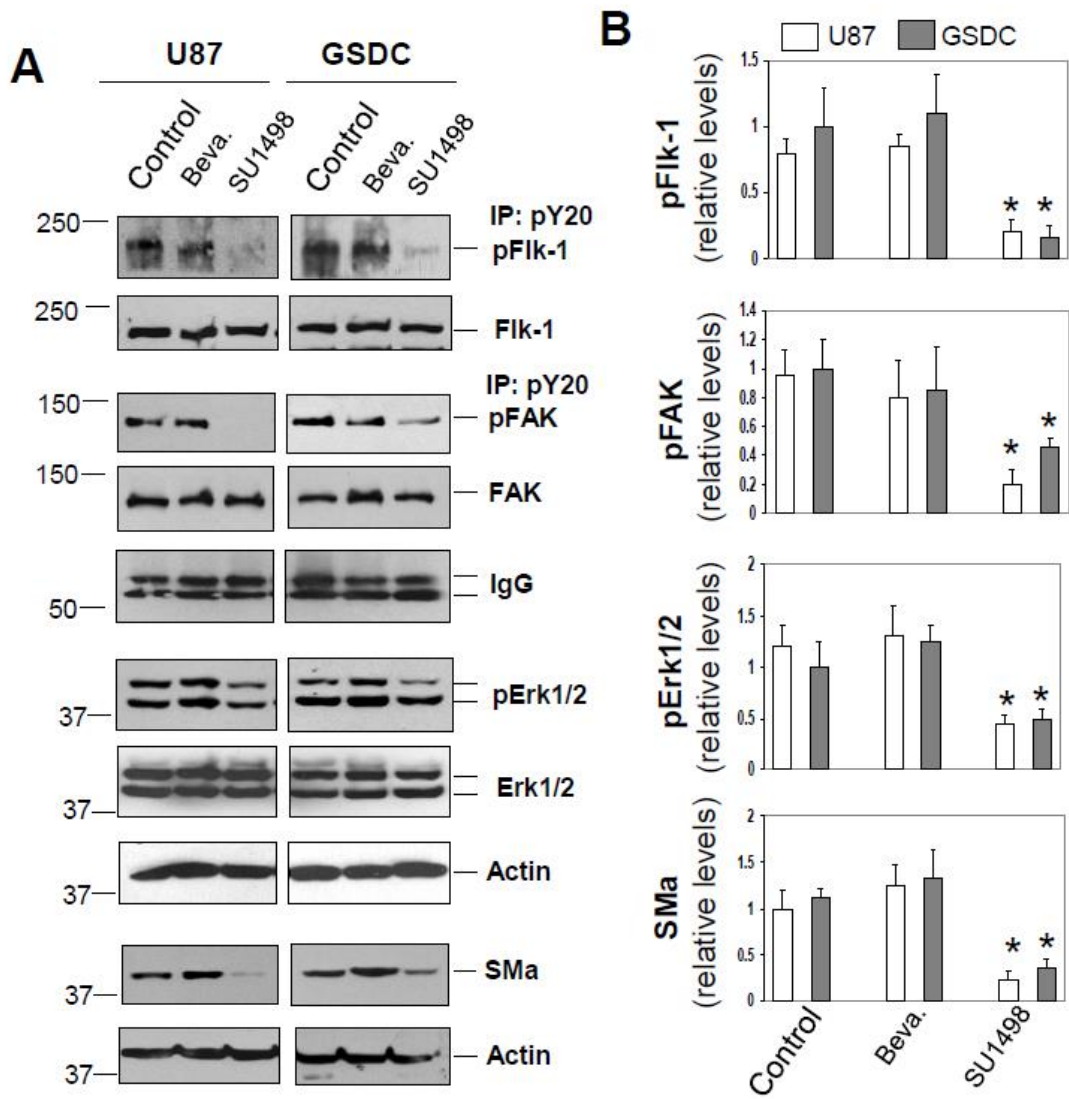 A
U87 GSDC
Control Beva. SU1498 Control Beva. SU1498
250
IP: pY20
pFlk-1
250
Flk-1
IP: pY20
150
pFAK
150
FAK
IgG
50
pErk1/2
37
Erk1/2
37
Actin
37
SMa
37
Actin
37
B
U87 GSDC
pFlk-1
(relative levels)
1.5
1
0.5
0
* *
pFAK
(relative levels)
1.4
1.2
1
0.8
0.6
0.4
0.2
0
* *
pErk1/2
(relative levels)
2
1.5
1
0.5
0
* *
SMa
(relative levels)
2
1.5
1
0.5
0
* *
Control Beva. SU1498